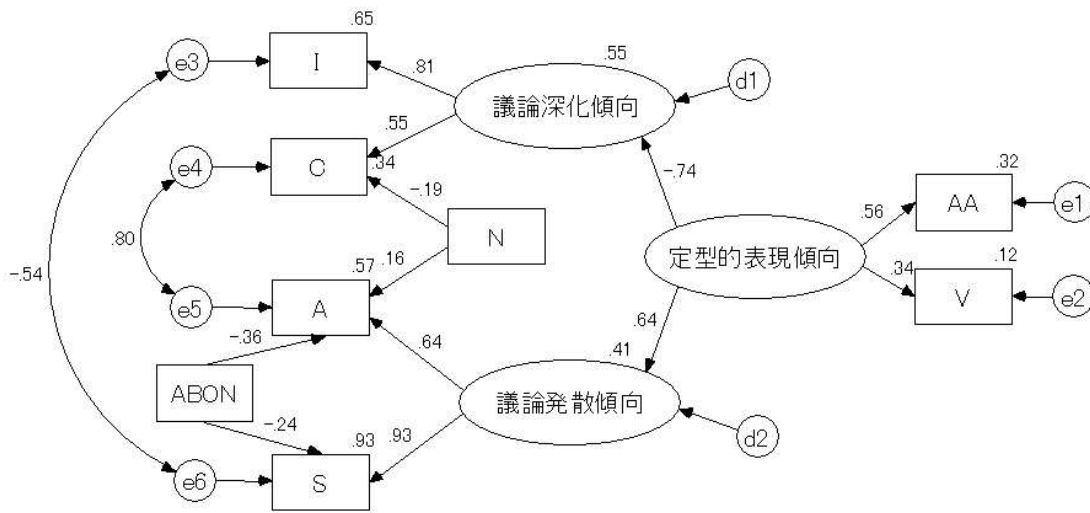 .65
e3
I
.81
.55
議論深化傾向
d1
.55
e4
C
.34
-.19
-.74
.32
AA
e1
.56
N
定型的表現傾向
.80
-.54
.57
.16
.34
.12
V
e2
e5
A
.64
-.36
.64
.41
ABON
議論発散傾向
-.24
.93
.93
d2
e6
S